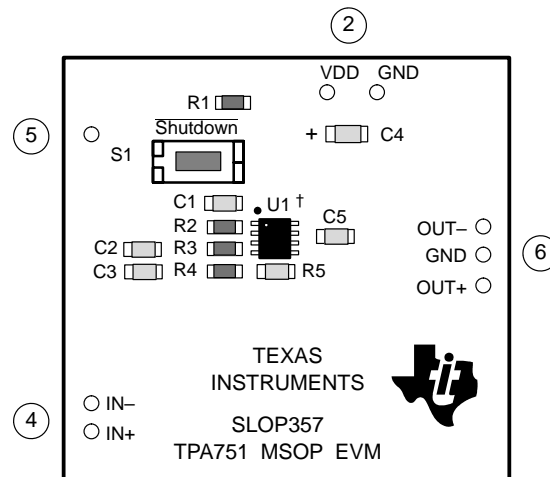 2
VDD GND
R1
Shutdown
+ C4
5
S1
C1
U1 †
R2
C5
C2 R3
C3 R4 R5
OUT–
GND
6
OUT+
TEXAS
INSTRUMENTS
IN–
4
IN+
SLOP357
TPA751 MSOP EVM